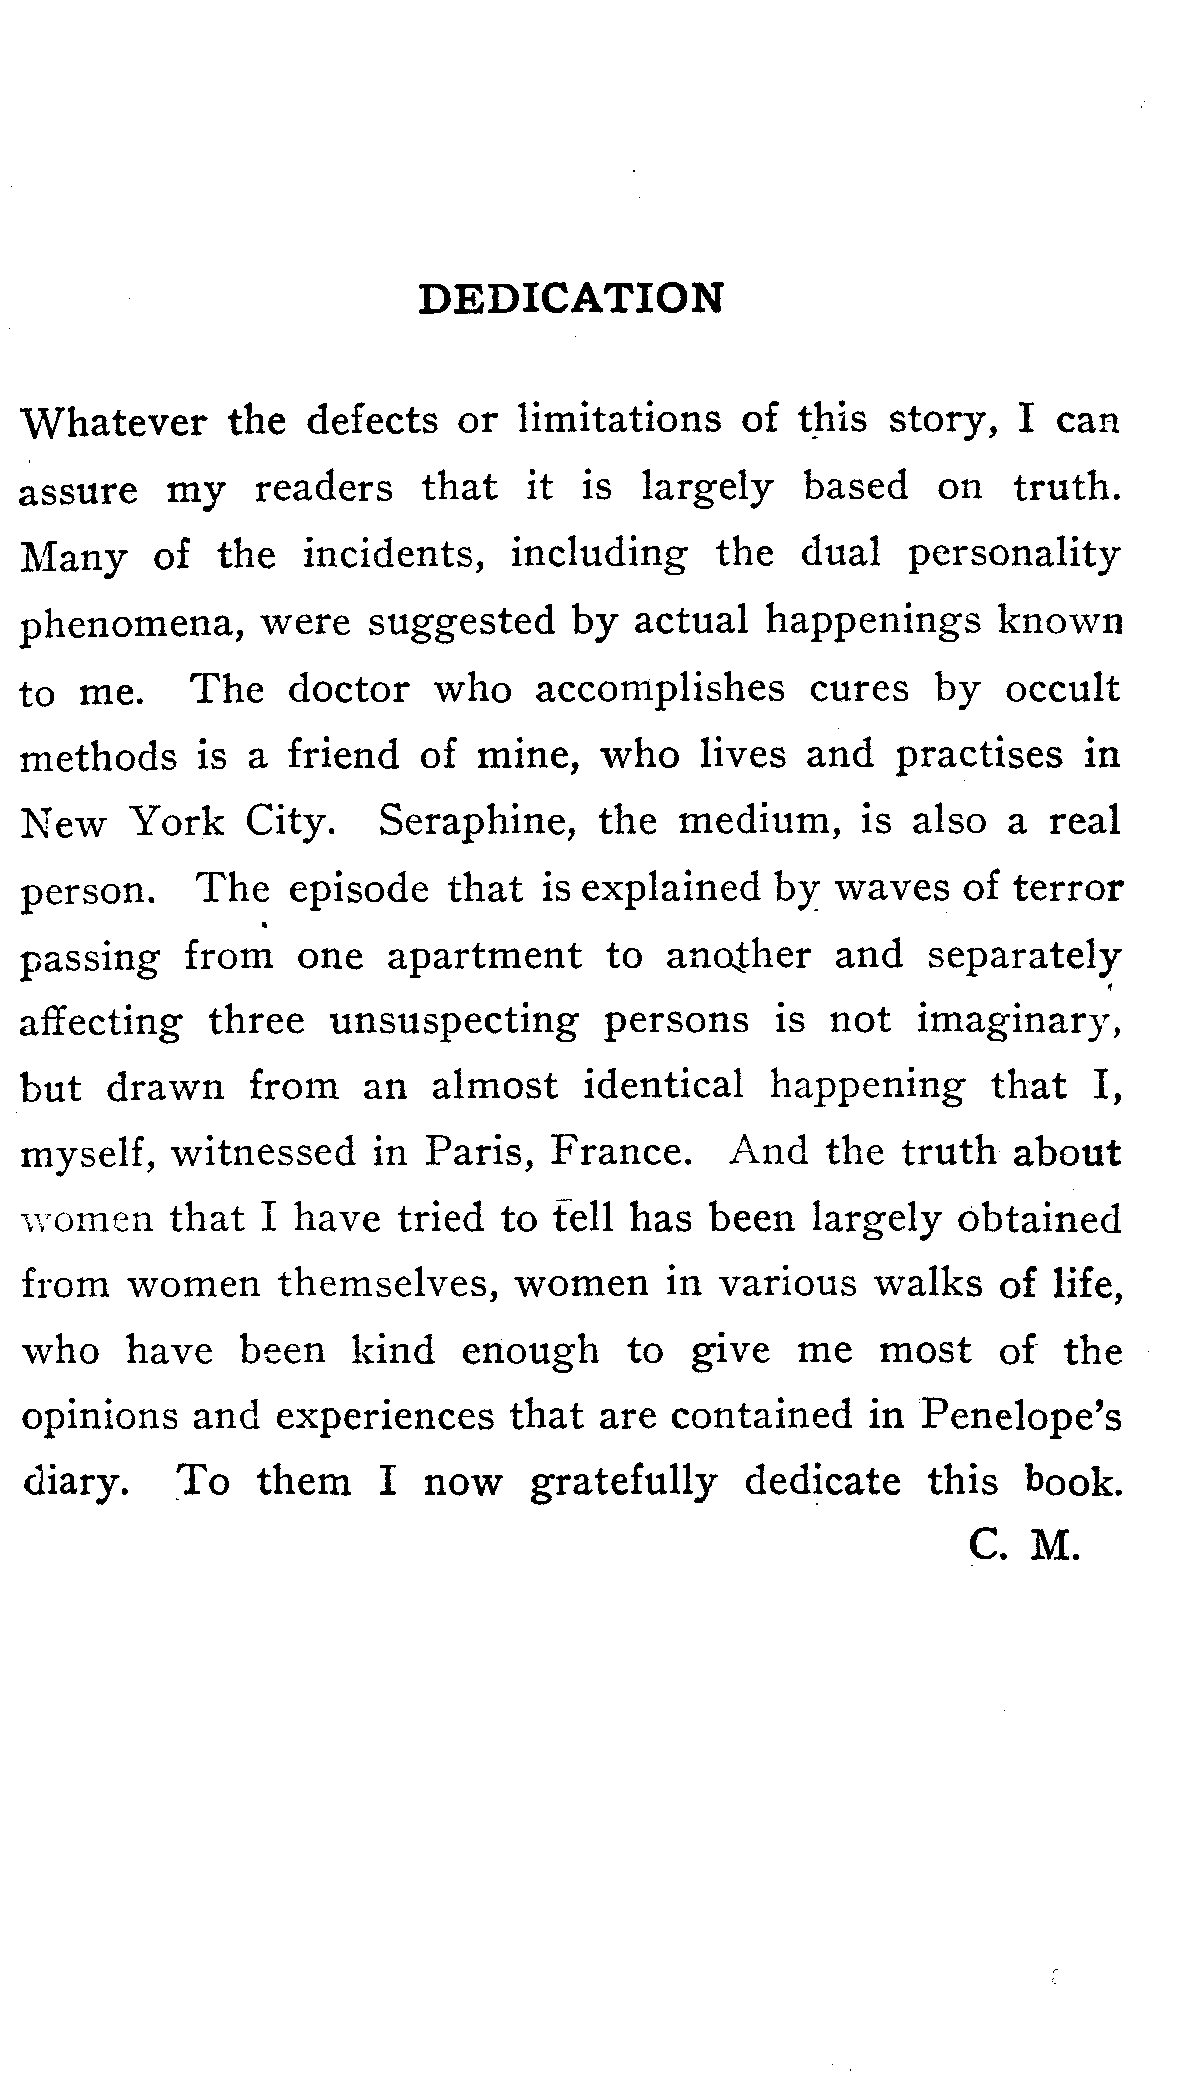 DEDICATION
Whatever the defects or limitations of this story, I can
assure my readers that it is largely based on truth.
Many of the incidents, including the dual personality
phenomena, were suggested by actual happenings known
to me. The doctor who accomplishes cures by occult
methods is a friend of mine, who lives and practises in
New York City. Seraphine, the medium, is also a real
person. The episode that is explained by waves of terror
passing from one apartment to another and separately
affecting three unsuspecting persons is not imaginary,
but drawn from an almost identical happening that I,
myself, witnessed in Paris, France. And the truth about
women that I have tried to tell has been largely obtained
from women themselves, women in various walks of life,
who have been kind enough to give me most of the
opinions and experiences that are contained in Penelope's
diary. To them I now gratefully dedicate this book.
C. M.